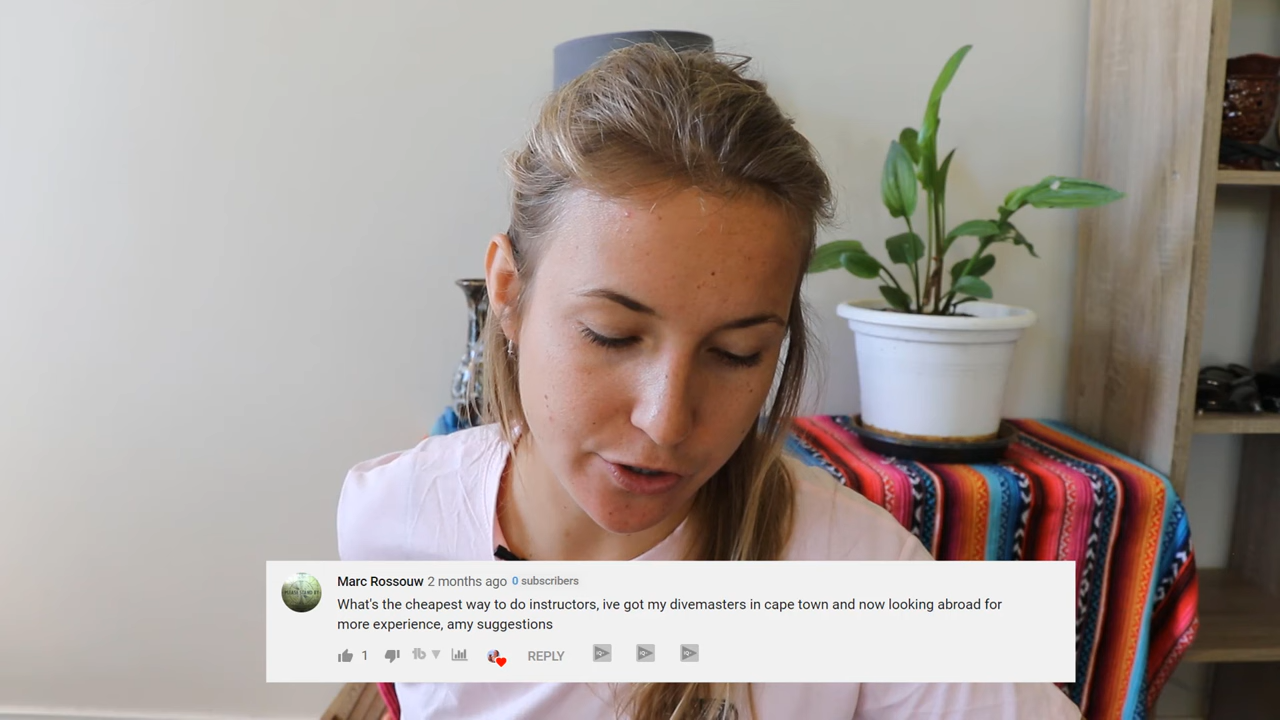 Marc Rossouw 2 months ago 0 subscribers
What's the cheapest way to do instructors, ive got my divemasters in cape town and now looking abroad for
more experience, amy suggestions
1 REPLY